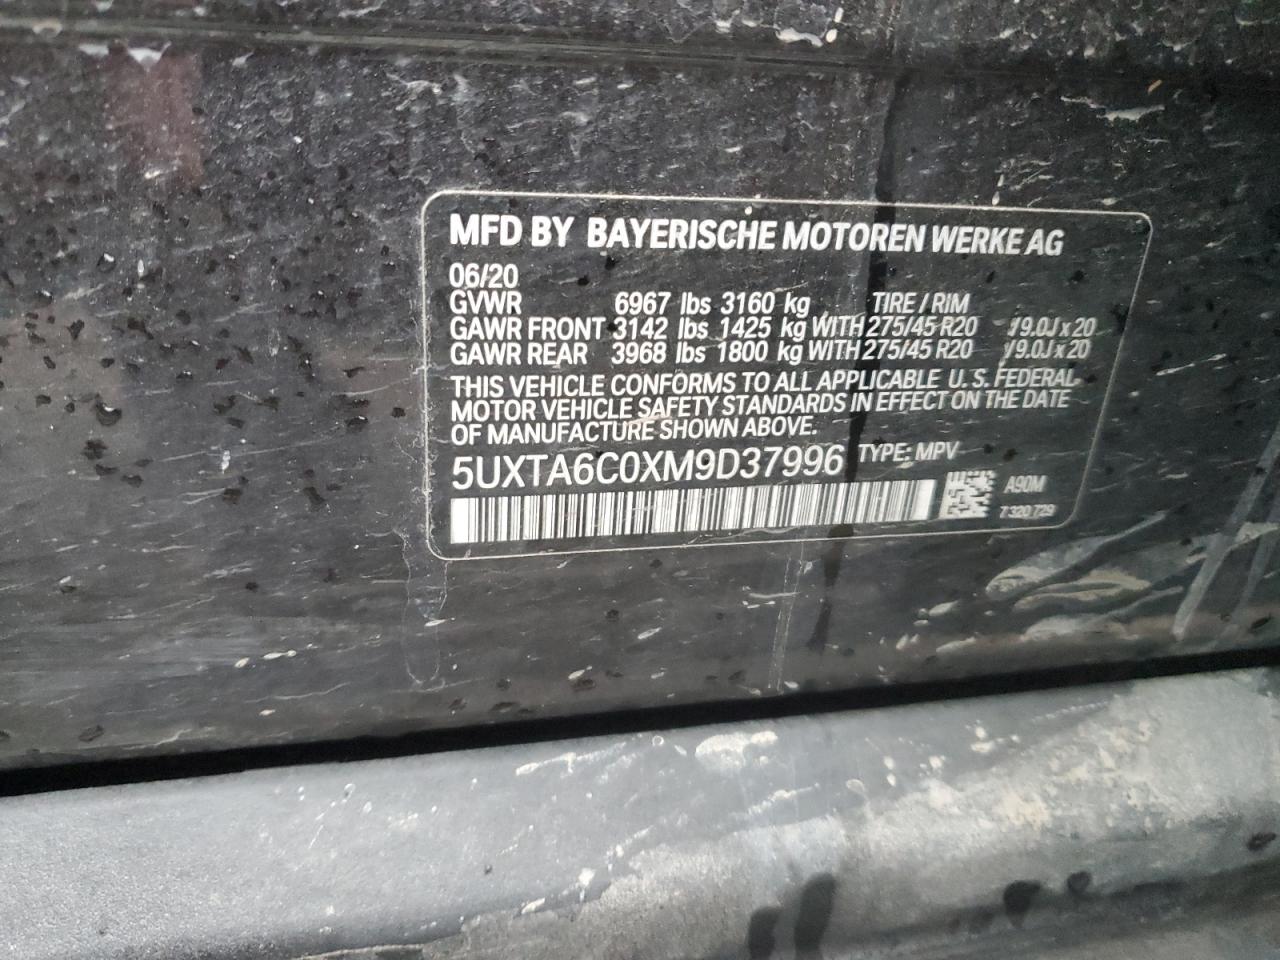 MFD BY BAYERISCHE MOTOREN WERKE AG
06/20
GVWR 6967 lbs 3160 kg TIRE / RIM
GAWR FRONT 3142 lbs 1425 kg WITH 275/45 R20 /9.0J x 20
GAWR REAR 3968 lbs 1800 kg WITH 275/45 R20 /9.0J x 20
THIS VEHICLE CONFORMS TO ALL APPLICABLE U.S. FEDERAL
MOTOR VEHICLE SAFETY STANDARDS IN EFFECT ON THE DATE
OF MANUFACTURE SHOWN ABOVE.
5UXTA6C0XM9D37996 TYPE: MPV
A90M
7 320 729